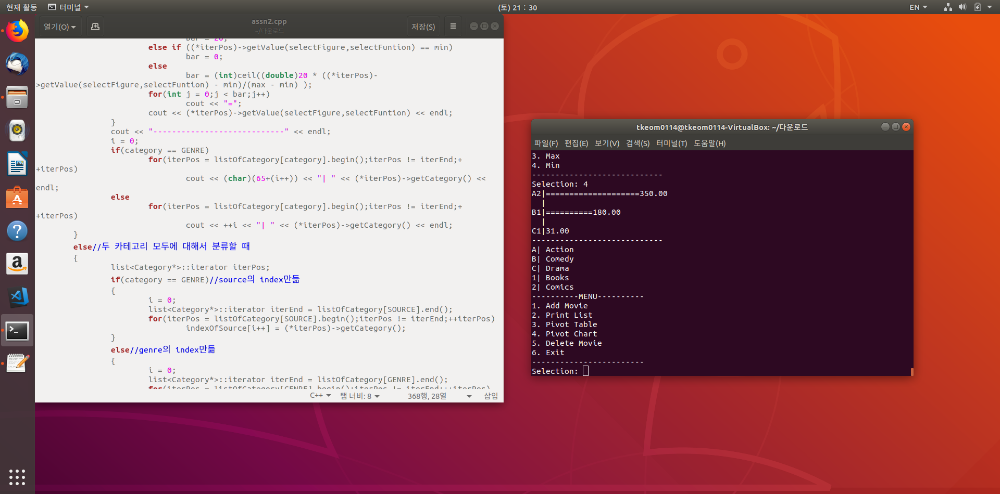 현재 활동 터미널 (토) 21 : 30 EN
열기(O) assn2.cpp 저장(S)
~/다운로드
bar = 20;
else if ((*iterPos)->getValue(selectFigure,selectFuntion) == min)
bar = 0;
else
bar = (int)ceil((double)20 * ((*iterPos)-
>getValue(selectFigure,selectFuntion) - min)/(max - min) );
for(int j = 0;j < bar;j++)
cout << "=";
cout << (*iterPos)->getValue(selectFigure,selectFuntion) << endl;
}
cout << "----------------------------" << endl;
i = 0;
if(category == GENRE)
for(iterPos = listOfCategory[category].begin();iterPos != iterEnd;+
+iterPos)
cout << (char)(65+(i++)) << "| " << (*iterPos)->getCategory() <<
endl;
else
for(iterPos = listOfCategory[category].begin();iterPos != iterEnd;+
+iterPos)
cout << ++i << "| " << (*iterPos)->getCategory() << endl;
}
else//두 카테고리 모두에 대해서 분류할 때
{
list<Category*>::iterator iterPos;
if(category == GENRE)//source의 index만듦
{
i = 0;
list<Category*>::iterator iterEnd = listOfCategory[SOURCE].end();
for(iterPos = listOfCategory[SOURCE].begin();iterPos != iterEnd;++iterPos)
indexOfSource[i++] = (*iterPos)->getCategory();
}
else//genre의 index만듦
{
i = 0;
list<Category*>::iterator iterEnd = listOfCategory[GENRE].end();
for(iterPos = listOfCategory[GENRE].begin();iterPos != iterEnd;++iterPos)
C++ 탭 너비: 8 368행, 28열 삽입
tkeom0114@tkeom0114-VirtualBox: ~/다운로드
파일(F) 편집(E) 보기(V) 검색(S) 터미널(T) 도움말(H)
3. Max
4. Min
----------------------------
Selection: 4
A2|====================350.00
|
B1|==========180.00
|
C1|31.00
----------------------------
A| Action
B| Comedy
C| Drama
1| Books
2| Comics
----------MENU----------
1. Add Movie
2. Print List
3. Pivot Table
4. Pivot Chart
5. Delete Movie
6. Exit
------------------------
Selection: